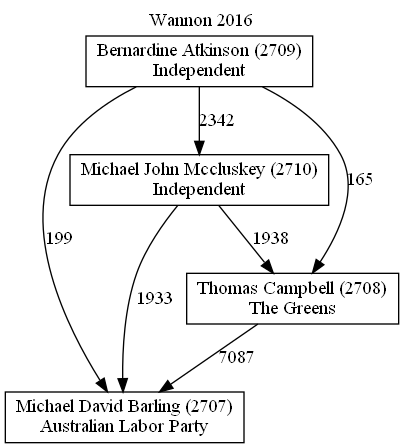 Wannon 2016
Bernardine Atkinson (2709)
Independent
2342
Michael John Mccluskey (2710)
Independent
165
199
1933
1938
Thomas Campbell (2708)
The Greens
7087
Michael David Barling (2707)
Australian Labor Party